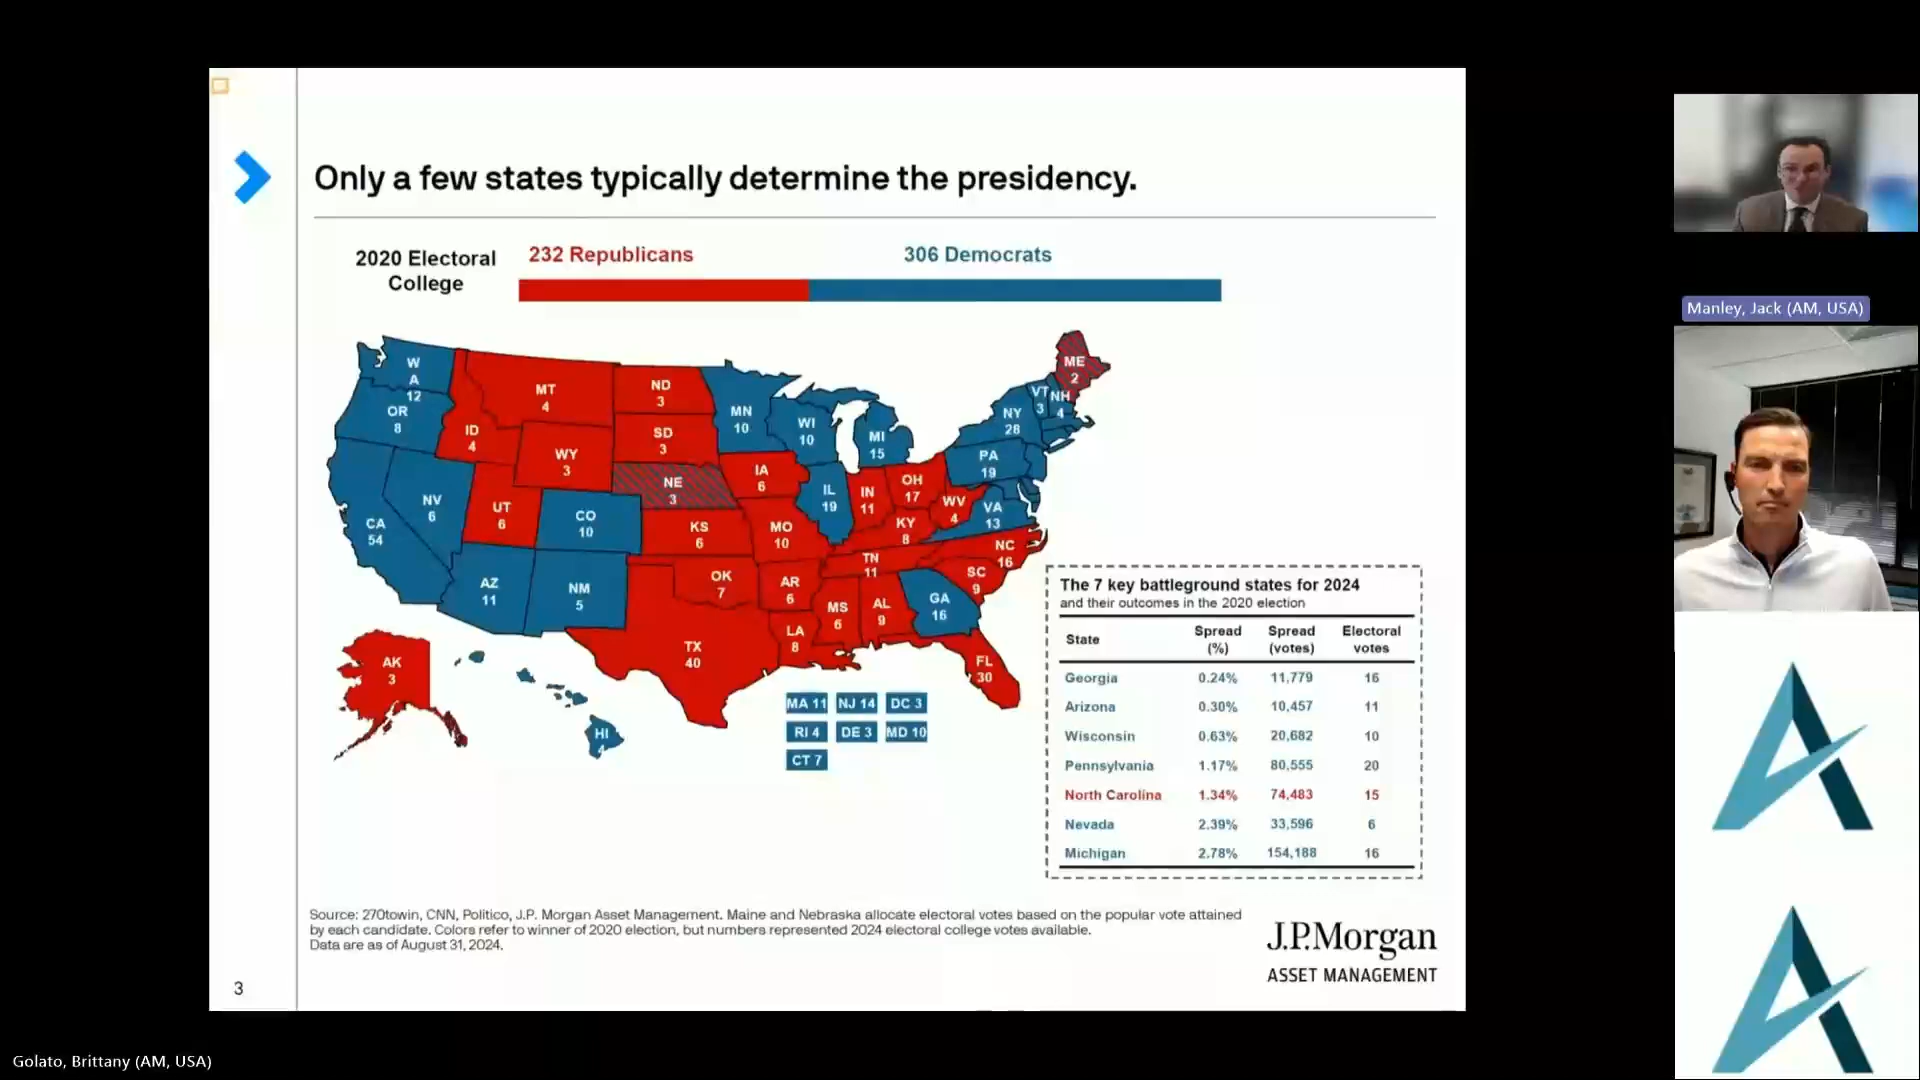 Only a few states typically determine the presidency.
2020 Electoral
College
232 Republicans
306 Democrats
W
A
12
OR
8
CA
54
NV
6
ID
4
MT
4
WY
3
UT
6
CO
10
AZ
11
NM
5
ND
3
SD
3
NE
3
KS
6
OK
7
TX
40
MN
10
IA
6
MO
10
AR
6
LA
8
WI
10
IL
19
MI
15
IN
11
OH
17
KY
8
TN
11
MS
6
AL
9
GA
16
FL
30
SC
9
NC
16
WV
4
VA
13
PA
19
NY
28
VT
3
NH
4
ME
2
AK
3
HI
MA 11
NJ 14
DC 3
RI 4
DE 3
MD 10
CT 7
The 7 key battleground states for 2024
and their outcomes in the 2020 election
State Spread (%) Spread (votes) Electoral votes
Georgia 0.24% 11,779 16
Arizona 0.30% 10,457 11
Wisconsin 0.63% 20,682 10
Pennsylvania 1.17% 80,555 20
North Carolina 1.34% 74,483 15
Nevada 2.39% 33,596 6
Michigan 2.78% 154,188 16
Source: 270towin, CNN, Politico, J.P. Morgan Asset Management. Maine and Nebraska allocate electoral votes based on the popular vote attained
by each candidate. Colors refer to winner of 2020 election, but numbers represented 2024 electoral college votes available.
Data are as of August 31, 2024.
J.P.Morgan
ASSET MANAGEMENT
3
Manley, Jack (AM, USA)
Golato, Brittany (AM, USA)